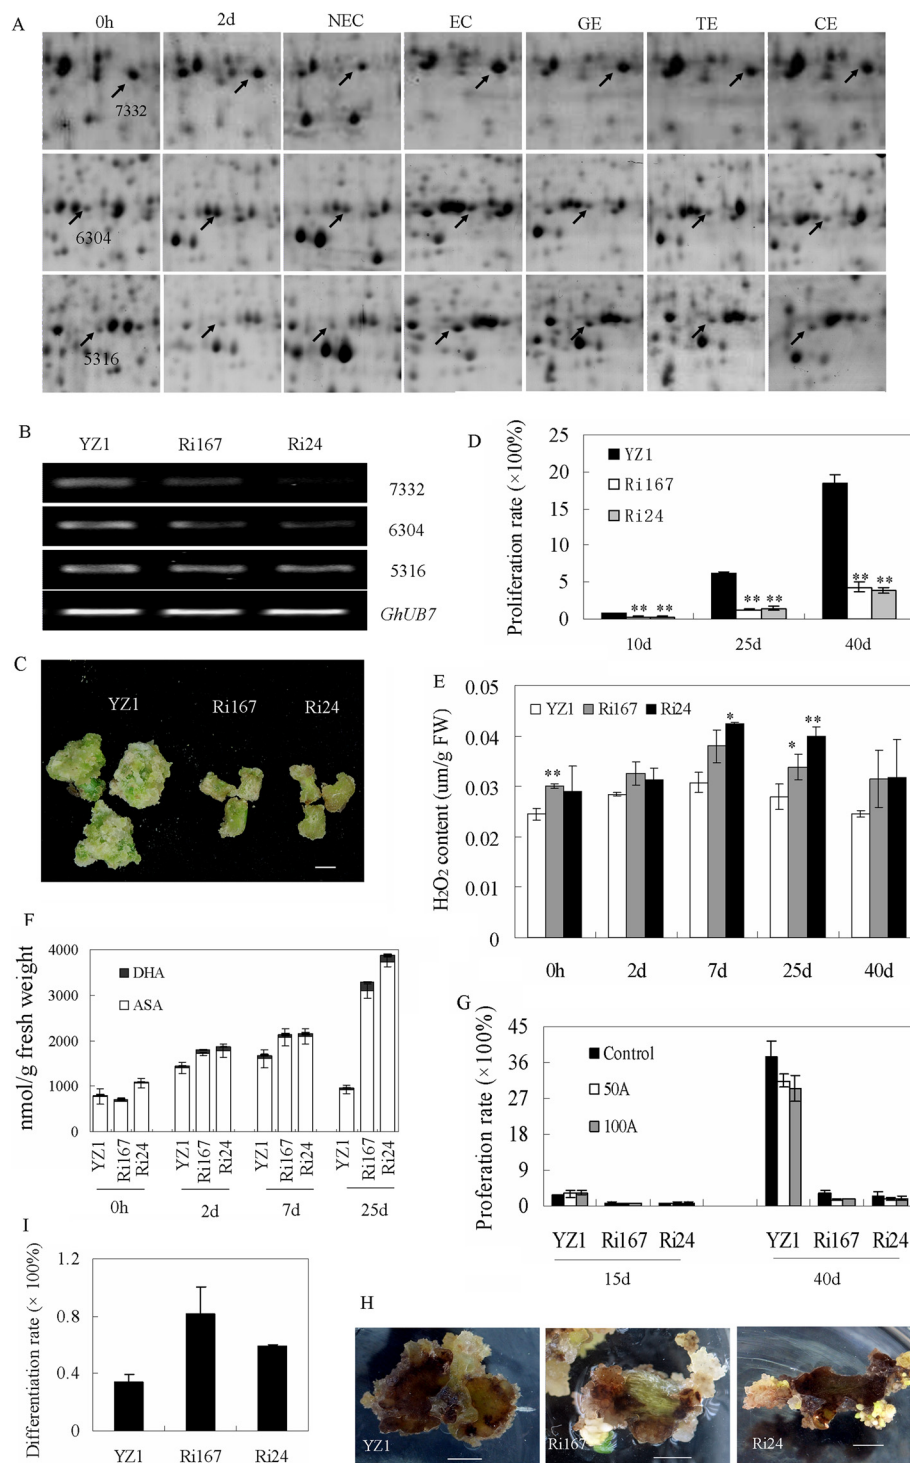 A
0h 2d NEC EC GE TE CE
7332
6304
5316
B
YZ1 Ri167 Ri24
7332
6304
5316
GhUB7
C
YZ1 Ri167 Ri24
D
Proliferation rate (×100%)
25
20
15
10
5
0
YZ1
Ri167
Ri24
** **
** **
** **
10d 25d 40d
E
H2O2 content (um/g FW)
0.05
0.04
0.03
0.02
0.01
0
YZ1 Ri167 Ri24
**
*
* **
0h 2d 7d 25d 40d
F
nmol/g fresh weight
4000
3000
2000
1000
0
DHA
ASA
YZ1 Ri167 Ri24 YZ1 Ri167 Ri24 YZ1 Ri167 Ri24 YZ1 Ri167 Ri24
0h 2d 7d 25d
G
Proferation rate (×100%)
45
36
27
18
9
0
Control
50A
100A
YZ1 Ri167 Ri24 YZ1 Ri167 Ri24
15d 40d
I
Differentiation rate (× 100%)
1.2
0.8
0.4
0
YZ1 Ri167 Ri24
H
YZ1
Ri167
Ri24